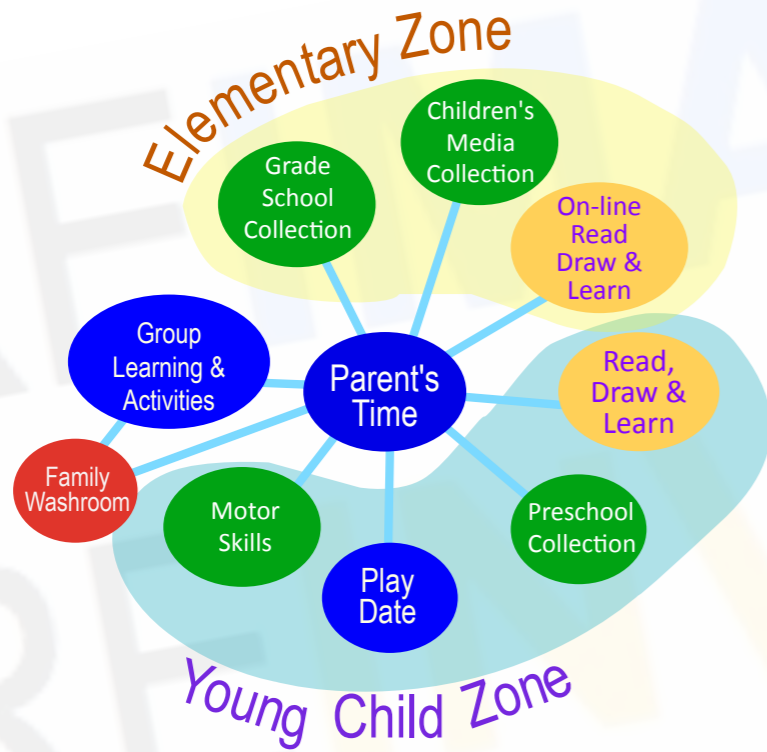 Elementary Zone
Children's
Media
Collection
Grade
School
Collection
On-line
Read
Draw &
Learn
Group
Learning &
Activities
Parent's
Time
Read,
Draw &
Learn
Family
Washroom
Motor
Skills
Preschool
Collection
Play
Date
Young Child Zone